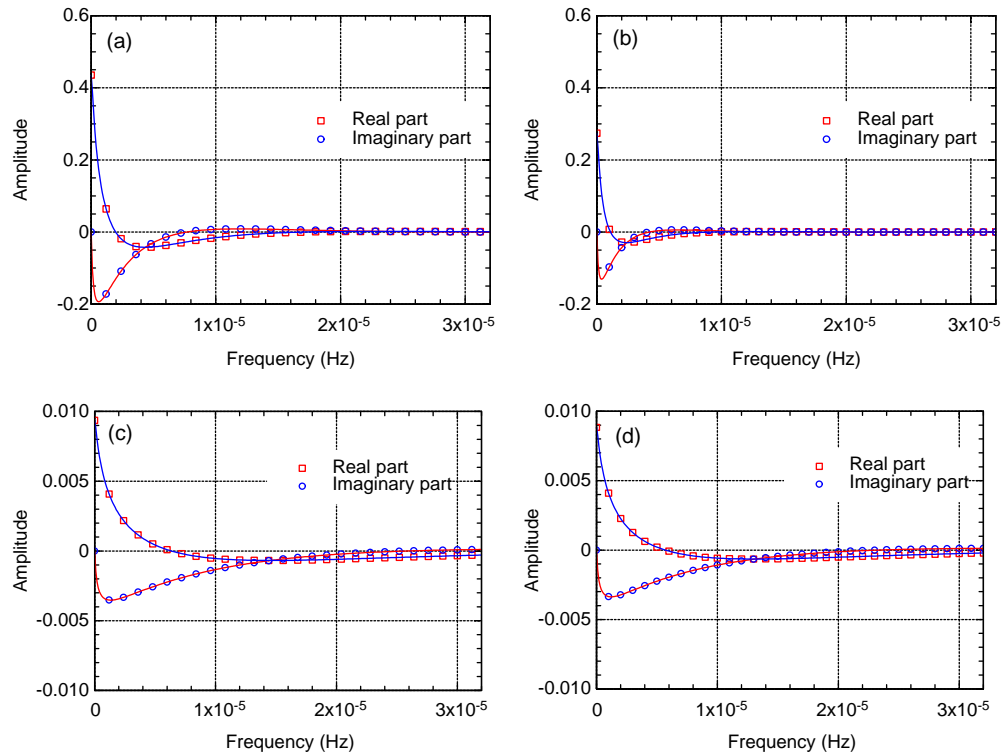 0.6
0.4
0.2
0
-0.2
Amplitude
(a)
Real part
Imaginary part
0
1x10-5
2x10-5
3x10-5
Frequency (Hz)
0.6
0.4
0.2
0
-0.2
Amplitude
(b)
Real part
Imaginary part
0
1x10-5
2x10-5
3x10-5
Frequency (Hz)
0.010
0.005
0
-0.005
-0.010
Amplitude
(c)
Real part
Imaginary part
0
1x10-5
2x10-5
3x10-5
Frequency (Hz)
0.010
0.005
0
-0.005
-0.010
Amplitude
(d)
Real part
Imaginary part
0
1x10-5
2x10-5
3x10-5
Frequency (Hz)